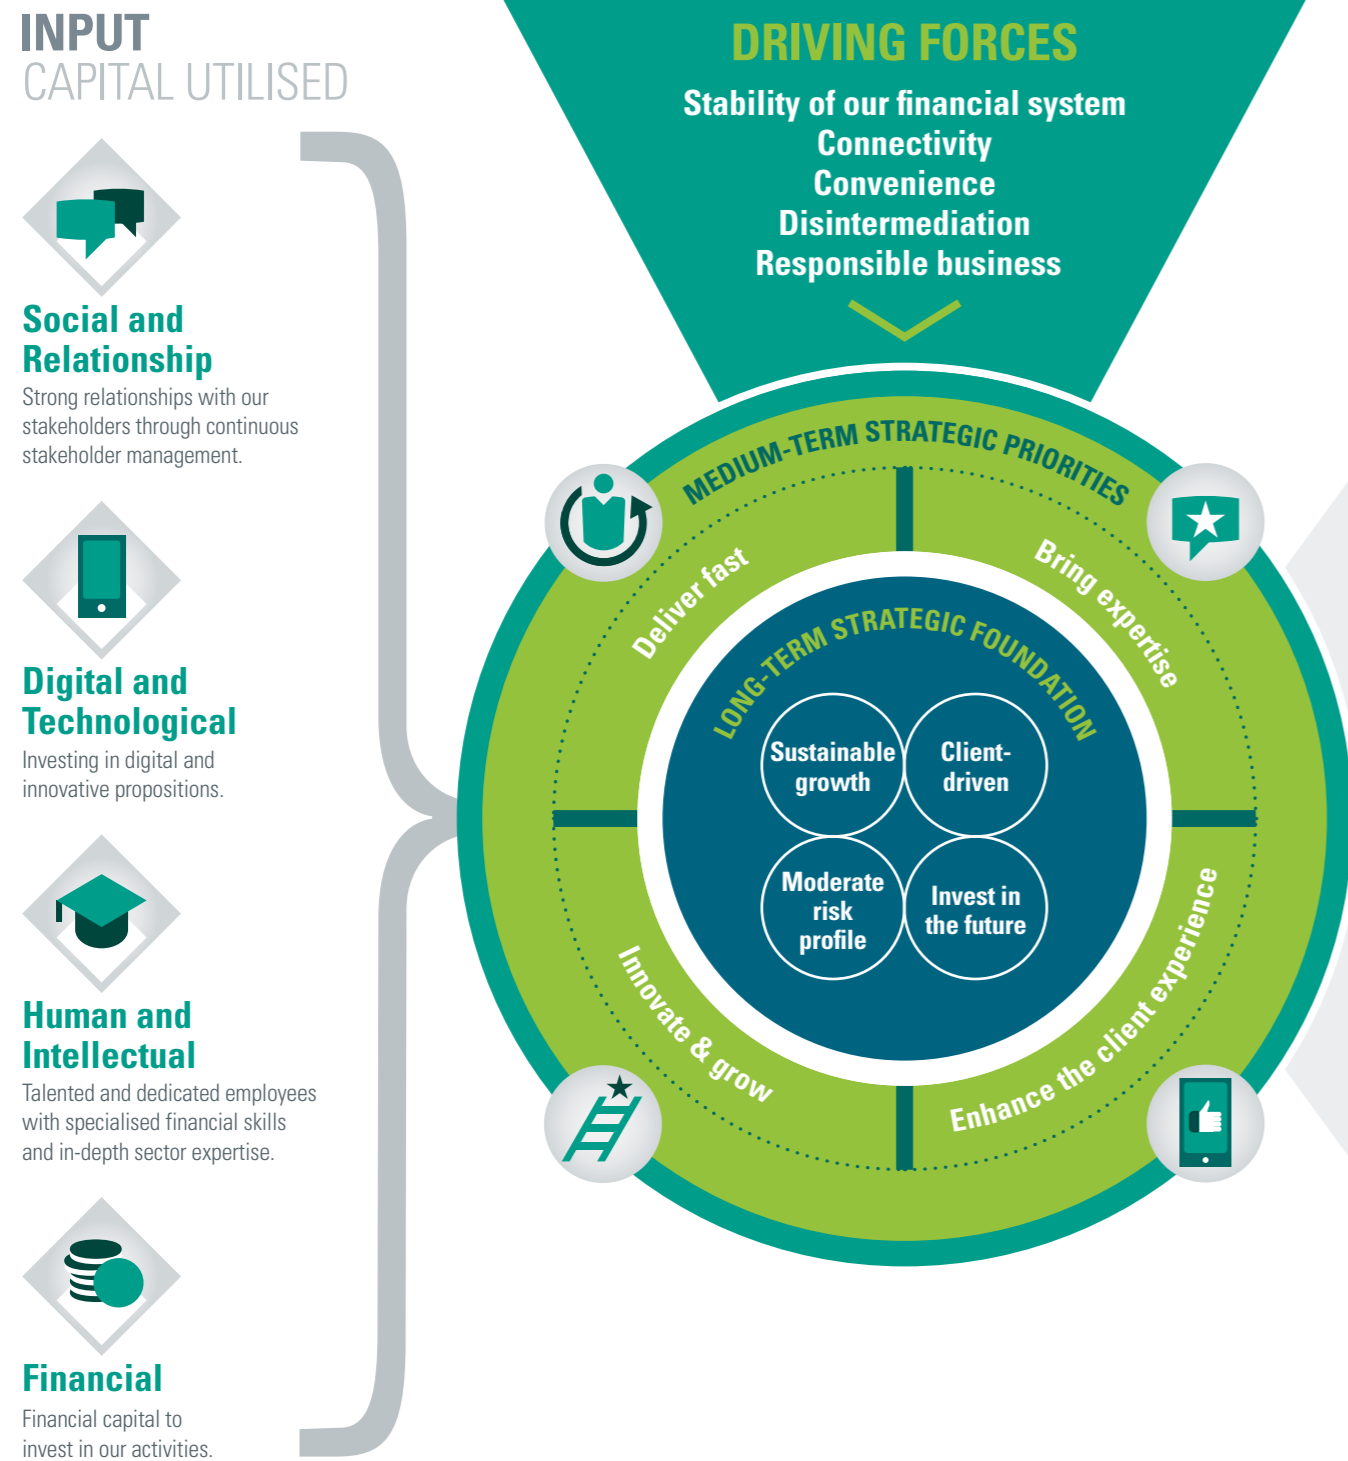 INPUT
CAPITAL UTILISED
Social and
Relationship
Strong relationships with our
stakeholders through continuous
stakeholder management.
Digital and
Technological
Investing in digital and
innovative propositions.
Human and
Intellectual
Talented and dedicated employees
with specialised financial skills
and in-depth sector expertise.
Financial
Financial capital to
invest in our activities.
DRIVING FORCES
Stability of our financial system
Connectivity
Convenience
Disintermediation
Responsible business
MEDIUM-TERM STRATEGIC PRIORITIES
Deliver fast
Bring expertise
LONG-TERM STRATEGIC FOUNDATION
Sustainable
growth
Client-
driven
Moderate
risk
profile
Invest in
the future
Innovate & grow
Enhance the client experience